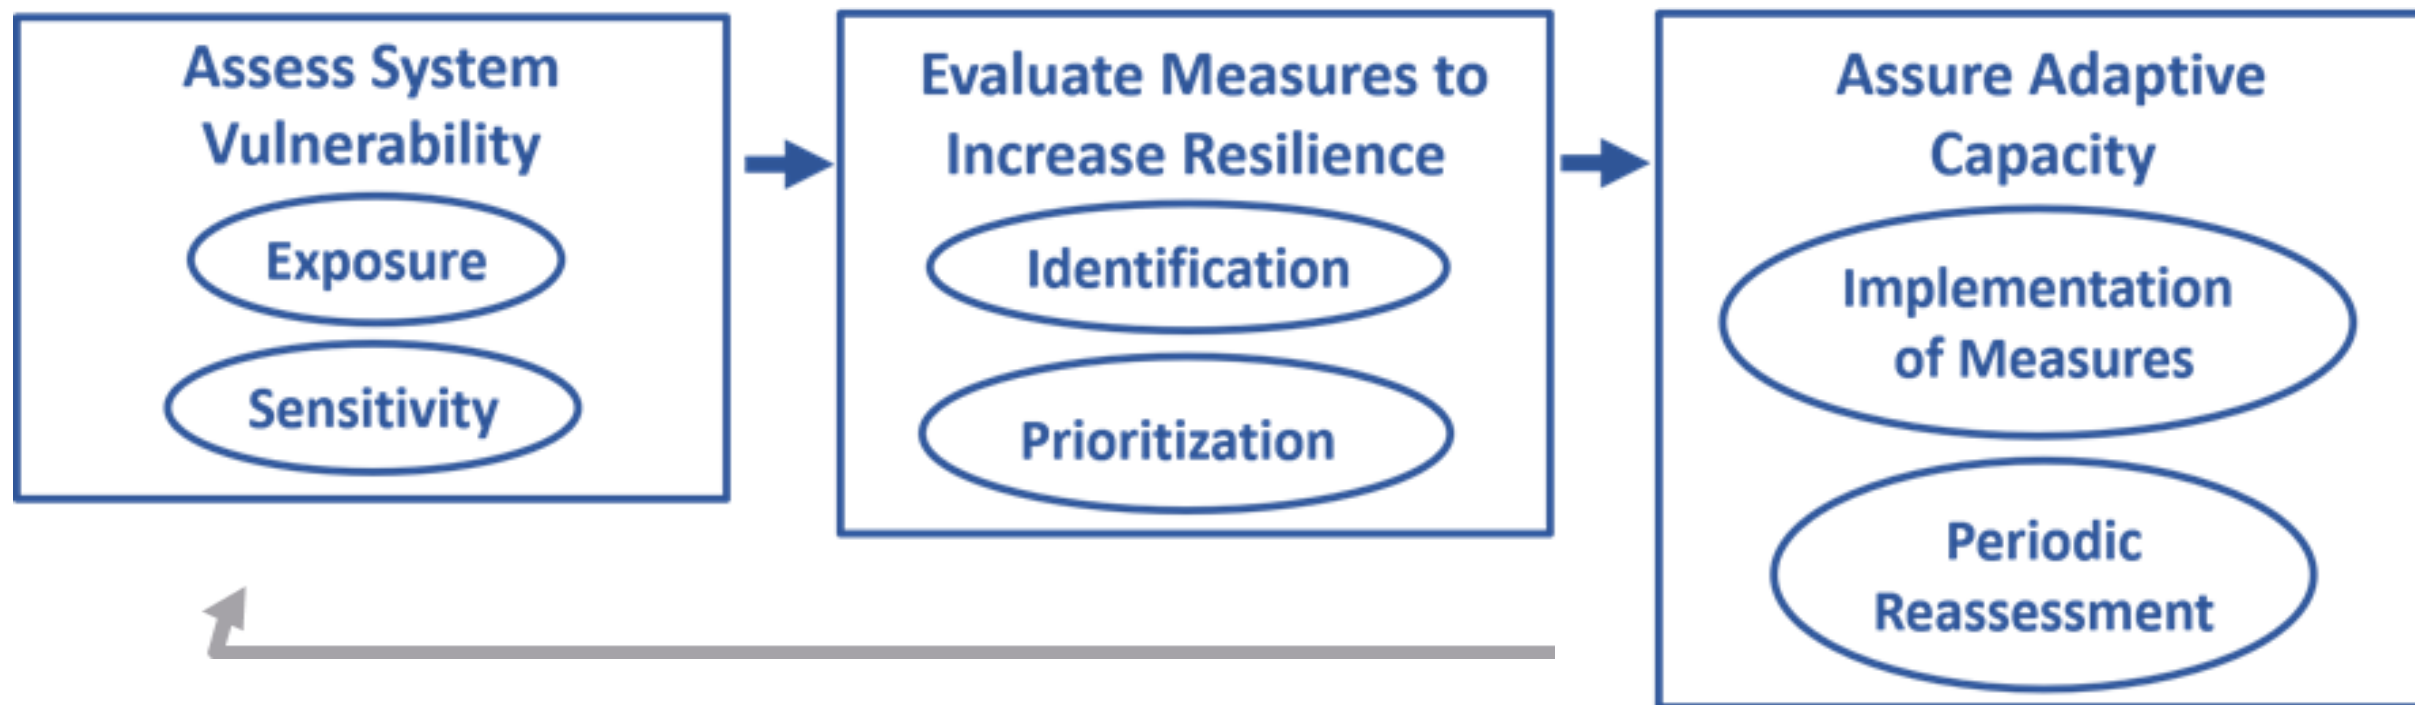 Assess System
Vulnerability
Exposure
Sensitivity
Evaluate Measures to
Increase Resilience
Identification
Prioritization
Assure Adaptive
Capacity
Implementation
of Measures
Periodic
Reassessment